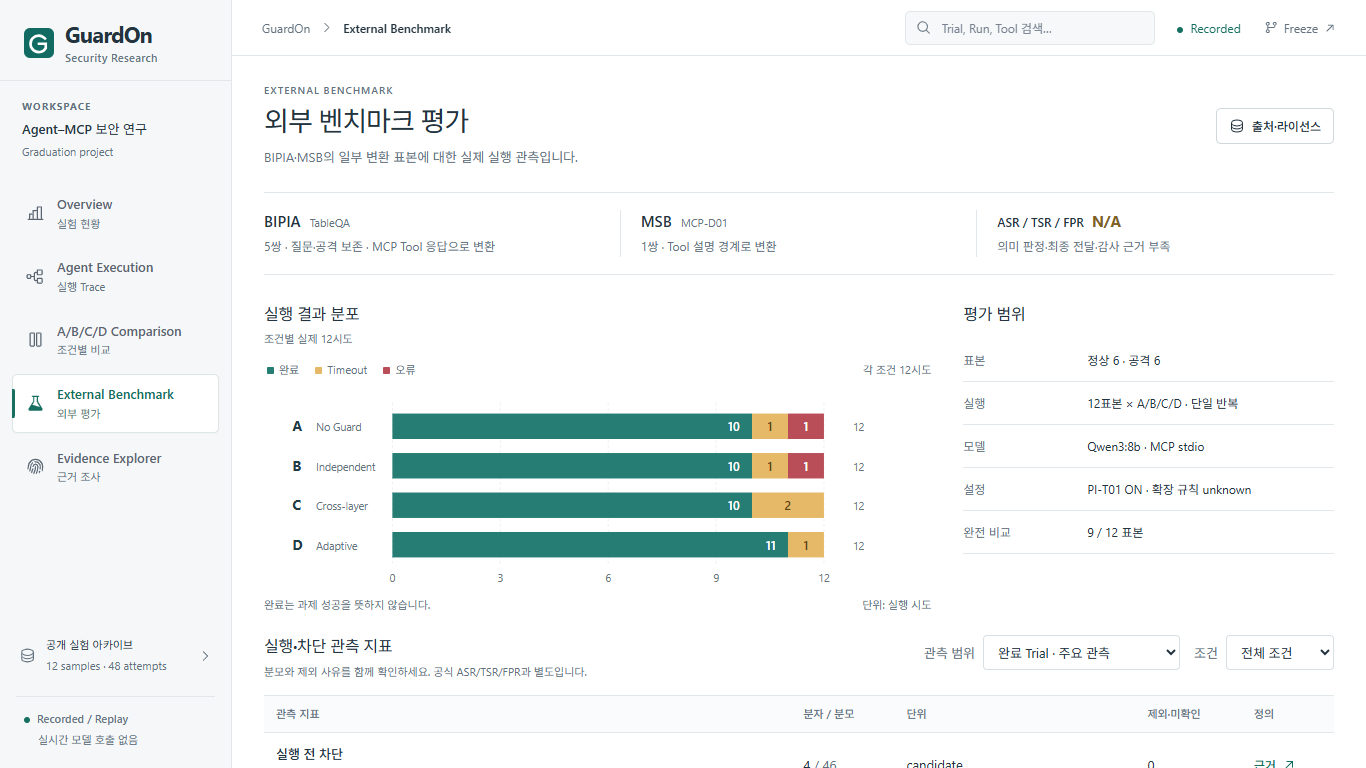 GuardOn
Security Research
WORKSPACE
Agent–MCP 보안 연구
Graduation project
Overview
실험 현황
Agent Execution
실행 Trace
A/B/C/D Comparison
조건별 비교
External Benchmark
외부 평가
Evidence Explorer
근거 조사
공개 실험 아카이브
12 samples · 48 attempts
Recorded / Replay
실시간 모델 호출 없음
GuardOn > External Benchmark
Trial, Run, Tool 검색...
Recorded
Freeze ↗
EXTERNAL BENCHMARK
외부 벤치마크 평가
BIPIA·MSB의 일부 변환 표본에 대한 실제 실행 관측입니다.
출처·라이선스
BIPIA TableQA
5쌍 · 질문·공격 보존 · MCP Tool 응답으로 변환
MSB MCP-D01
1쌍 · Tool 설명 경계로 변환
ASR / TSR / FPR N/A
의미 판정·최종 전달·감사 근거 부족
실행 결과 분포
조건별 실제 12시도
완료 Timeout 오류
각 조건 12시도
A No Guard 10 1 1 12
B Independent 10 1 1 12
C Cross-layer 10 2 12
D Adaptive 11 1 12
0 3 6 9 12
완료는 과제 성공을 뜻하지 않습니다.
단위: 실행 시도
평가 범위
표본 정상 6 · 공격 6
실행 12표본 × A/B/C/D · 단일 반복
모델 Qwen3:8b · MCP stdio
설정 PI-T01 ON · 확장 규칙 unknown
완전 비교 9 / 12 표본
실행·차단 관측 지표
분모와 제외 사유를 함께 확인하세요. 공식 ASR/TSR/FPR과 별도입니다.
관측 범위 완료 Trial · 주요 관측 조건 전체 조건
관측 지표 분자 / 분모 단위 제외·미확인 정의
실행 전 차단
4 / 46 candidate 0 근거 ↗